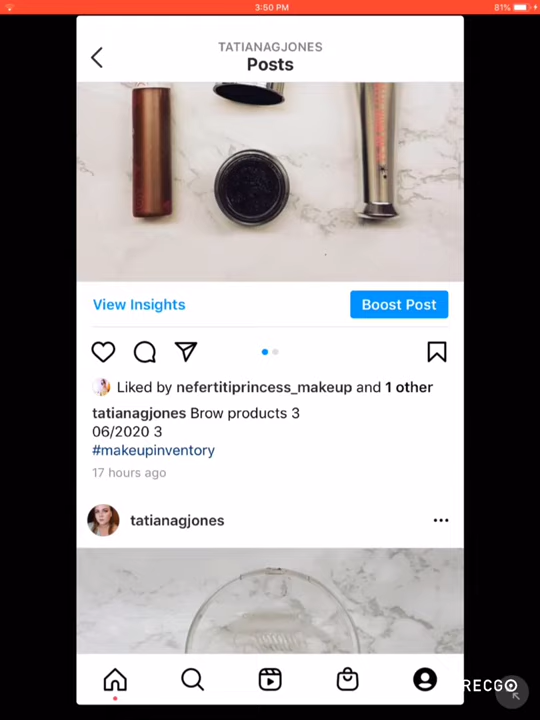 3:50 PM
81%
TATIANAGJONES
Posts
View Insights
Boost Post
Liked by nefertitiprincess_makeup and 1 other
tatianagjones Brow products 3
06/2020 3
#makeupinventory
17 hours ago
tatianagjones
RECGO